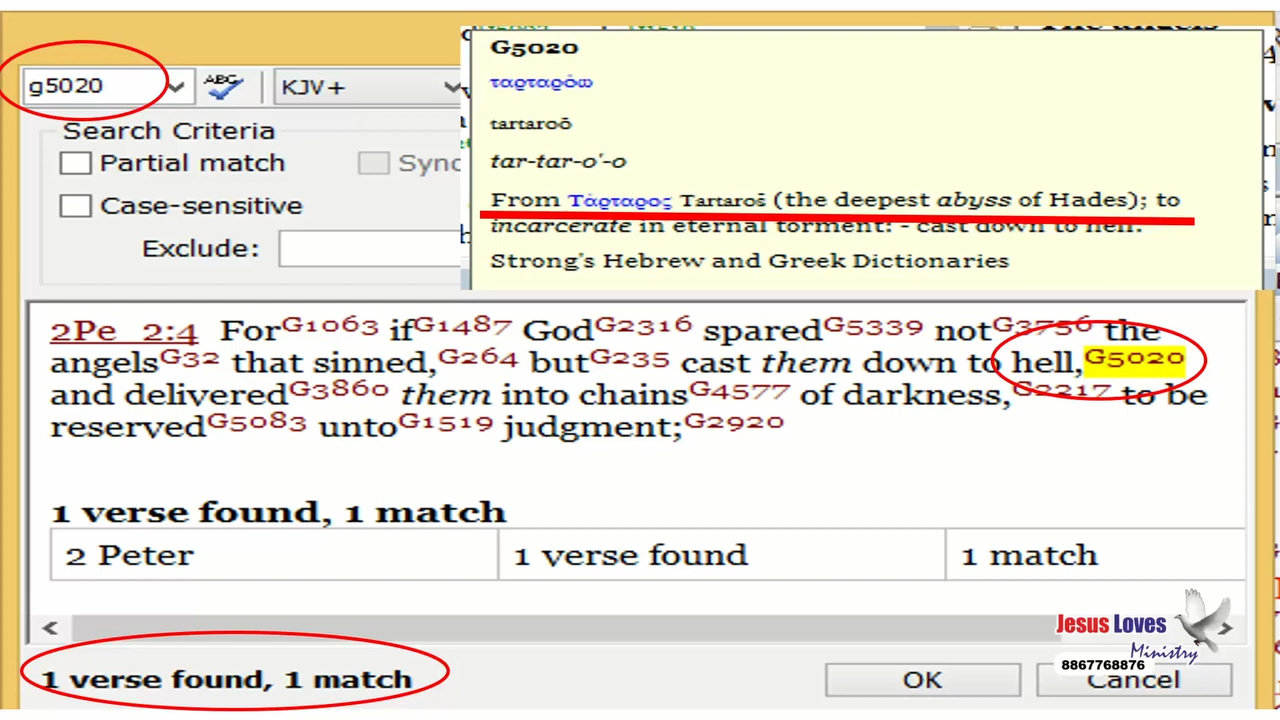 g5020
ABC
KJV+
Search Criteria
Partial match
Sync
Case-sensitive
Exclude:
G5020
ταρταρόω
tartaroō
tar-tar-o'-o
From Τάρταρος Tartaros̄ (the deepest abyss of Hades); to
incarcerate in eternal torment: - cast down to hell.
Strong's Hebrew and Greek Dictionaries
2Pe 2:4 ForG1063 ifG1487 GodG2316 sparedG5339 notG3756 the
angelsG32 that sinned,G264 butG235 cast them down to hell,G5020
and deliveredG3860 them into chainsG4577 of darkness,G2217 to be
reservedG5083 untoG1519 judgment;G2920
1 verse found, 1 match
2 Peter 1 verse found 1 match
Jesus Loves
Ministry
8867768876
1 verse found, 1 match
OK
Cancel